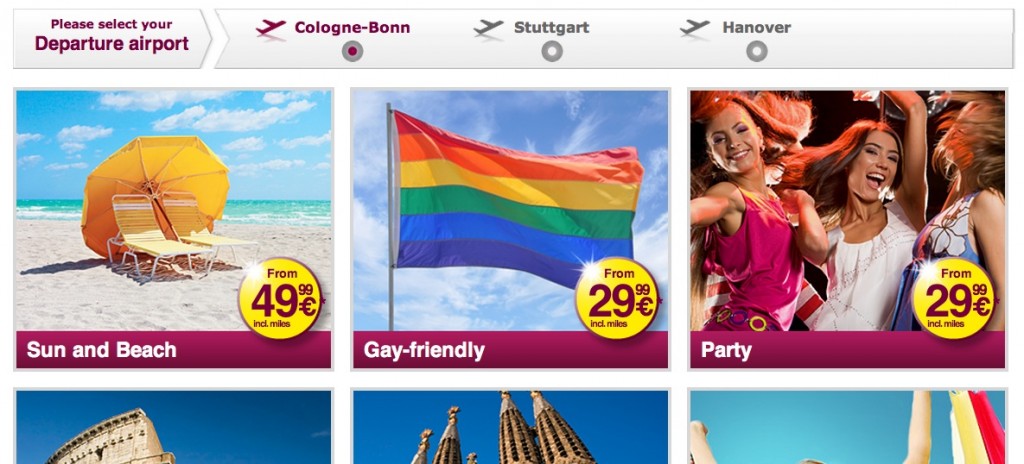 Please select your
Departure airport
Cologne-Bonn
Stuttgart
Hanover
From
49 99 €*
incl. miles
Sun and Beach
From
29 99 €*
incl. miles
Gay-friendly
From
29 99 €*
incl. miles
Party